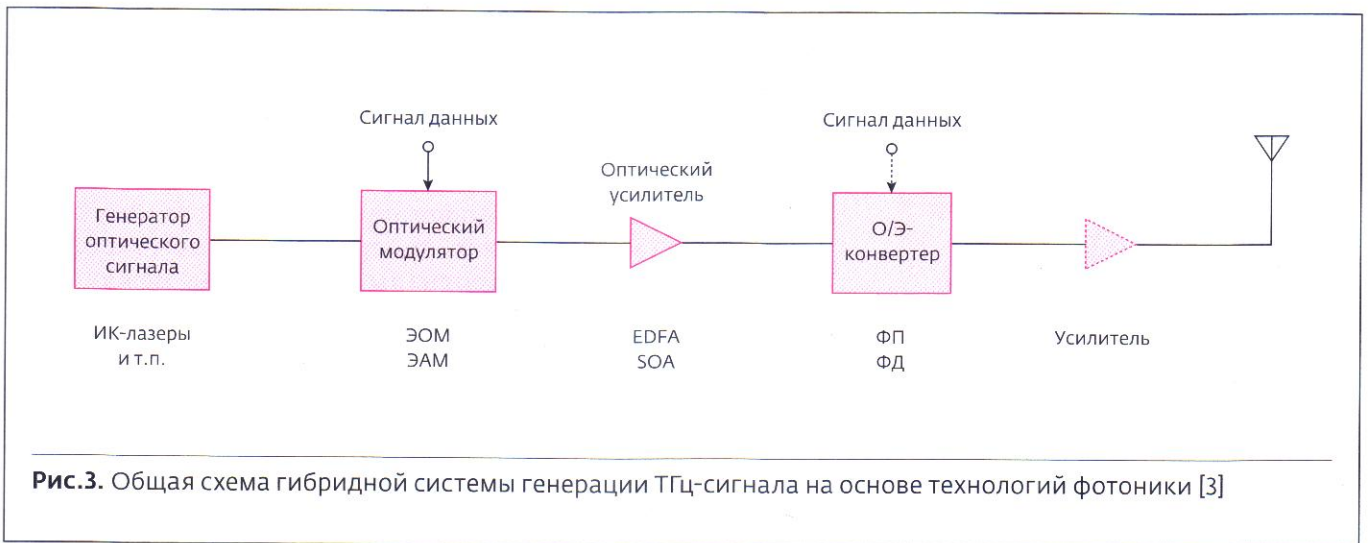 Сигнал данных
Сигнал данных
Оптический
усилитель
Генератор
оптического
сигнала
Оптический
модулятор
О/Э-
конвертер
ИК-лазеры
и т.п.
ЭОМ
ЭАМ
EDFA
SOA
ФП
ФД
Усилитель
Рис.3. Общая схема гибридной системы генерации ТГц-сигнала на основе технологий фотоники [3]